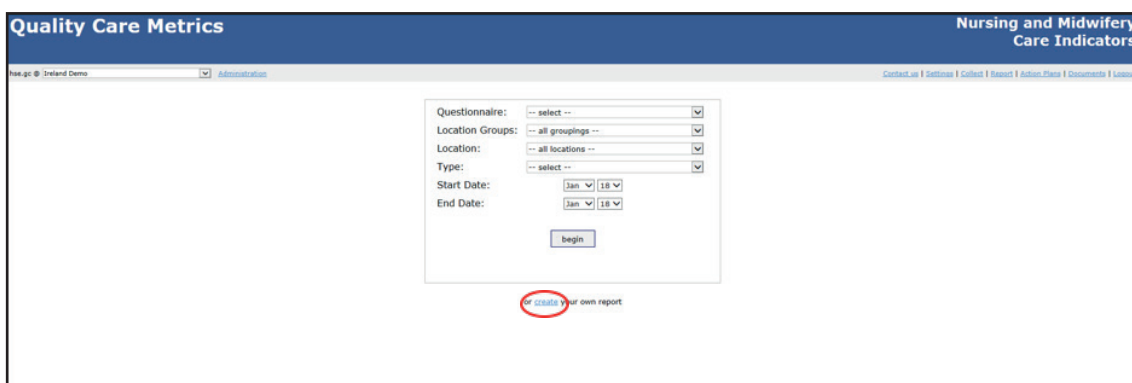 Quality Care Metrics
Nursing and Midwifery
Care Indicators
hse.gc @ Ireland Demo Administration
Contact us | Settings | Collect | Report | Action Plans | Documents | Logou
Questionnaire: -- select --
Location Groups: -- all groupings --
Location: -- all locations --
Type: -- select --
Start Date: Jan 18
End Date: Jan 18
begin
or create your own report